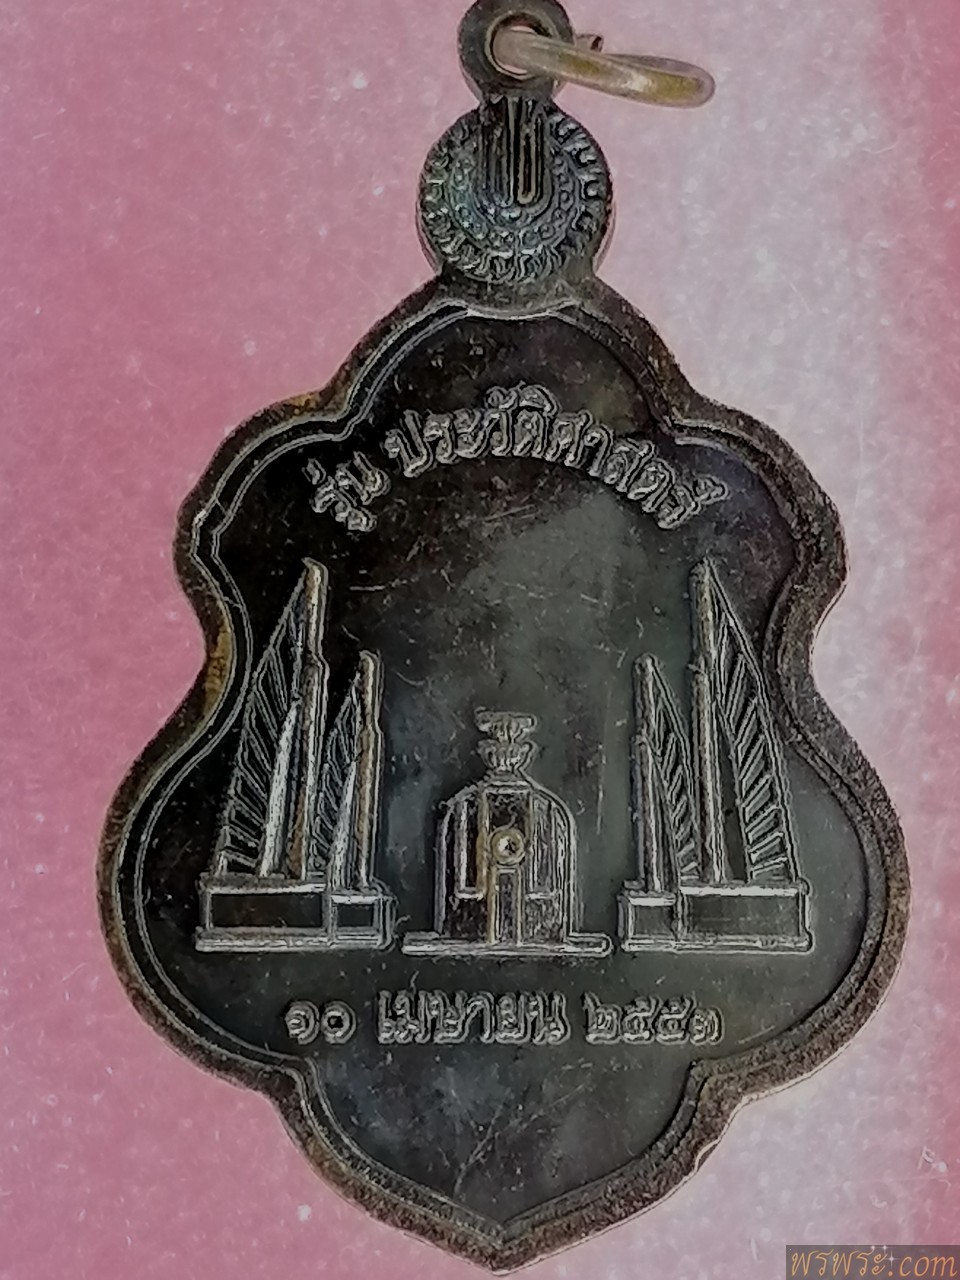 รุ่น ประวัติศาสตร์
๑๐ เมษายน ๒๕๕๓
พรพระ.com